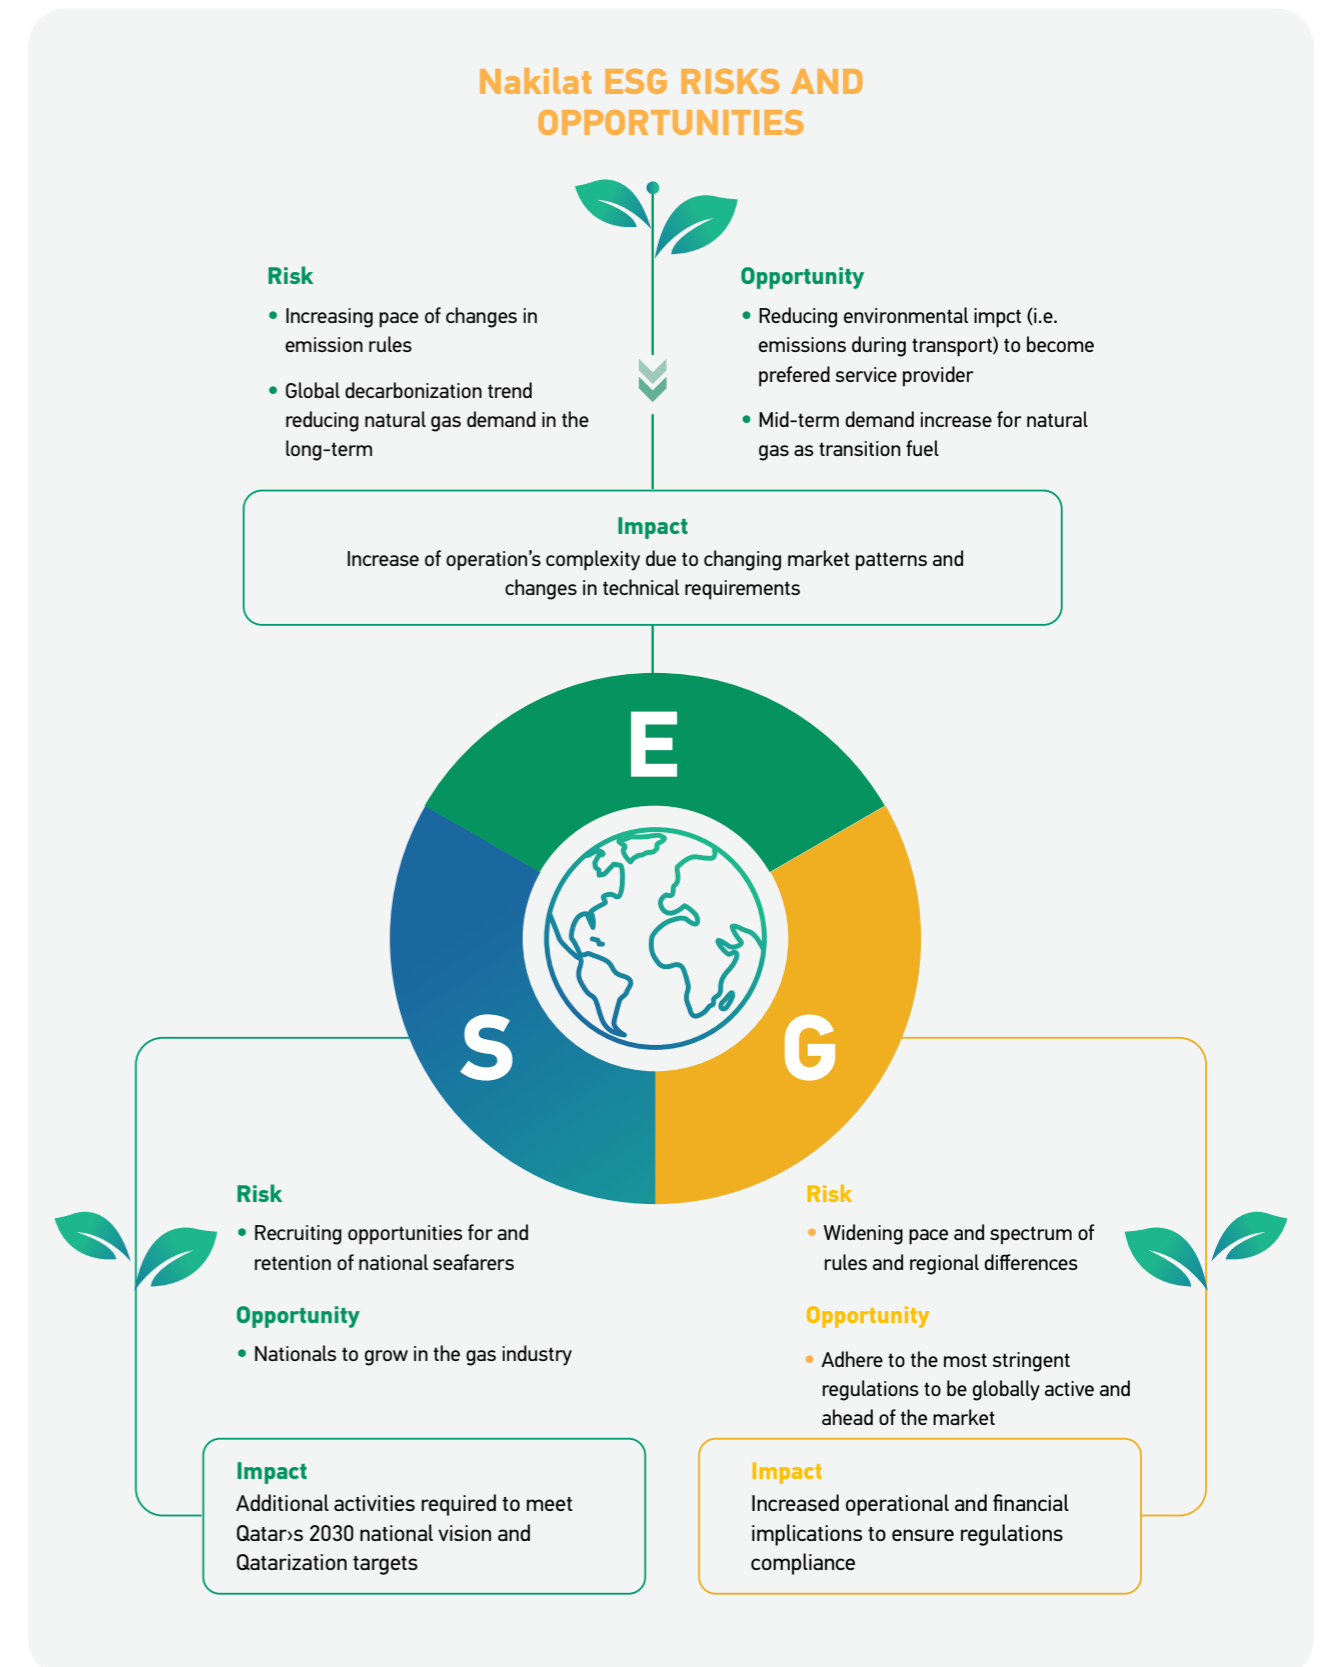 Nakilat ESG RISKS AND
OPPORTUNITIES
Risk
• Increasing pace of changes in
emission rules
• Global decarbonization trend
reducing natural gas demand in the
long-term
Opportunity
• Reducing environmental impct (i.e.
emissions during transport) to become
prefered service provider
• Mid-term demand increase for natural
gas as transition fuel
Impact
Increase of operation's complexity due to changing market patterns and
changes in technical requirements
E
S
G
Risk
• Recruiting opportunities for and
retention of national seafarers
Opportunity
• Nationals to grow in the gas industry
Impact
Additional activities required to meet
Qatar›s 2030 national vision and
Qatarization targets
Risk
• Widening pace and spectrum of
rules and regional differences
Opportunity
• Adhere to the most stringent
regulations to be globally active and
ahead of the market
Impact
Increased operational and financial
implications to ensure regulations
compliance